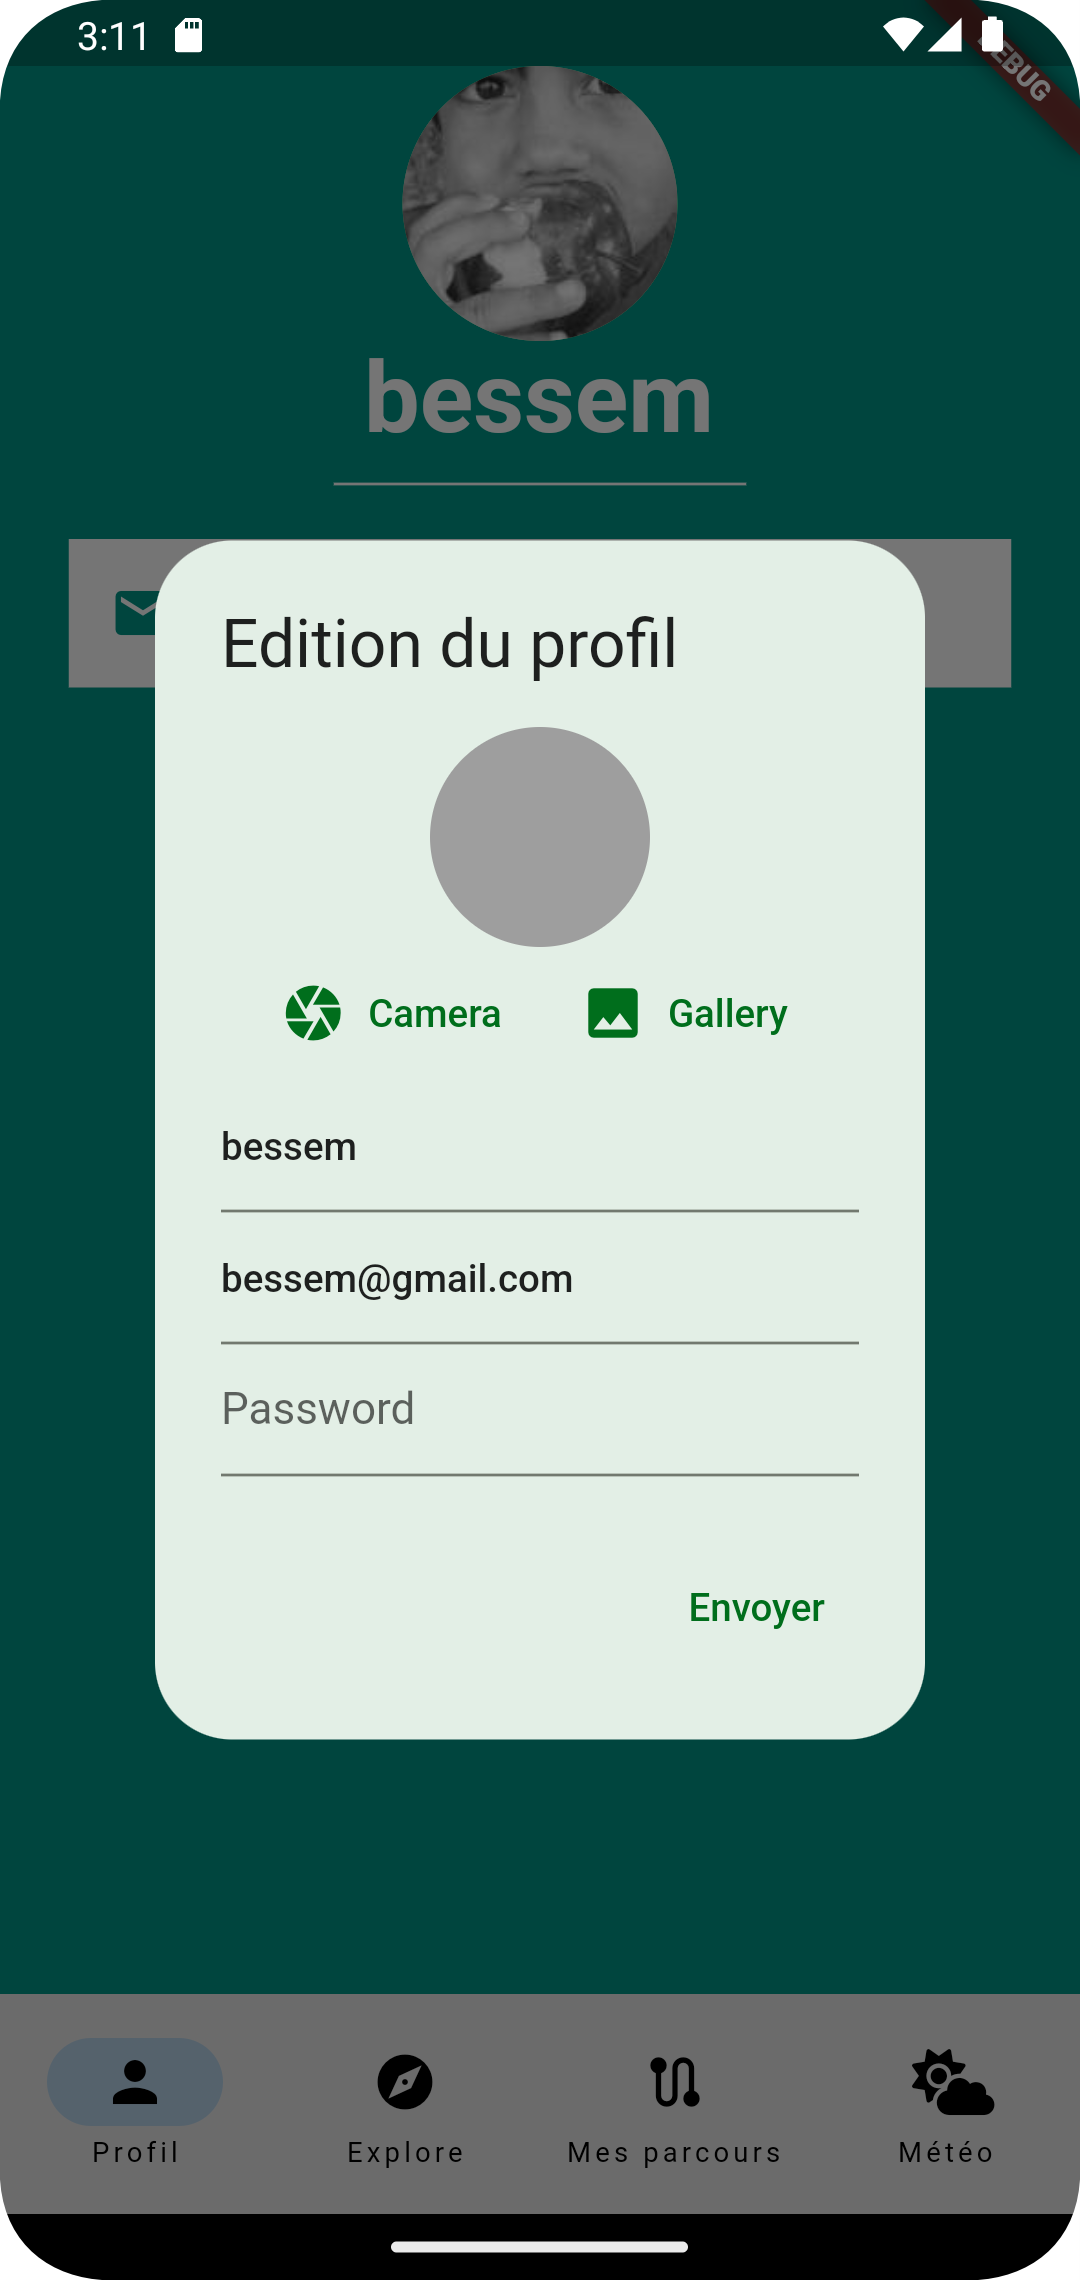 3:11
DEBUG
bessem
Edition du profil
Camera Gallery
bessem
bessem@gmail.com
Password
Envoyer
Profil Explore Mes parcours Météo